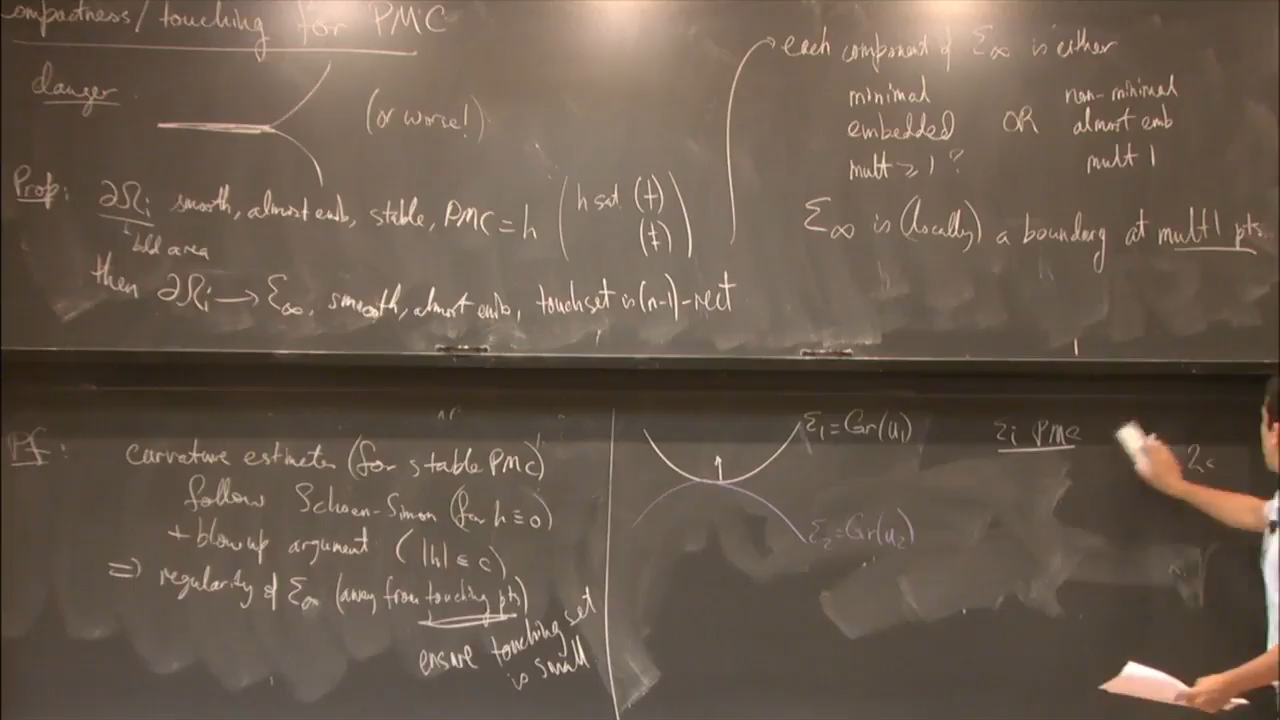 compactness/touching for PMC
danger
(or worse!)
Prop: ∂Ωi smooth, almost emb, stable, PMC = h (h sat (†) (‡))
bdd area
then ∂Ωi → Σ∞, smooth, almost emb, touch set is (n-1)-rect
each component of Σ∞ is either
minimal embedded mult ≥ 1? OR non-minimal almost emb mult 1
Σ∞ is (locally) a boundary at mult 1 pts.
Pf: curvature estimates (for stable PMC)
follow Schoen-Simon (for h ≡ 0)
+ blow up argument (|h| ≤ c)
⇒ regularity of Σ∞ (away from touching pts)
ensure touching set
is small
Σ1 = Gr(u1)
Σ2 = Gr(u2)
Σi PMC